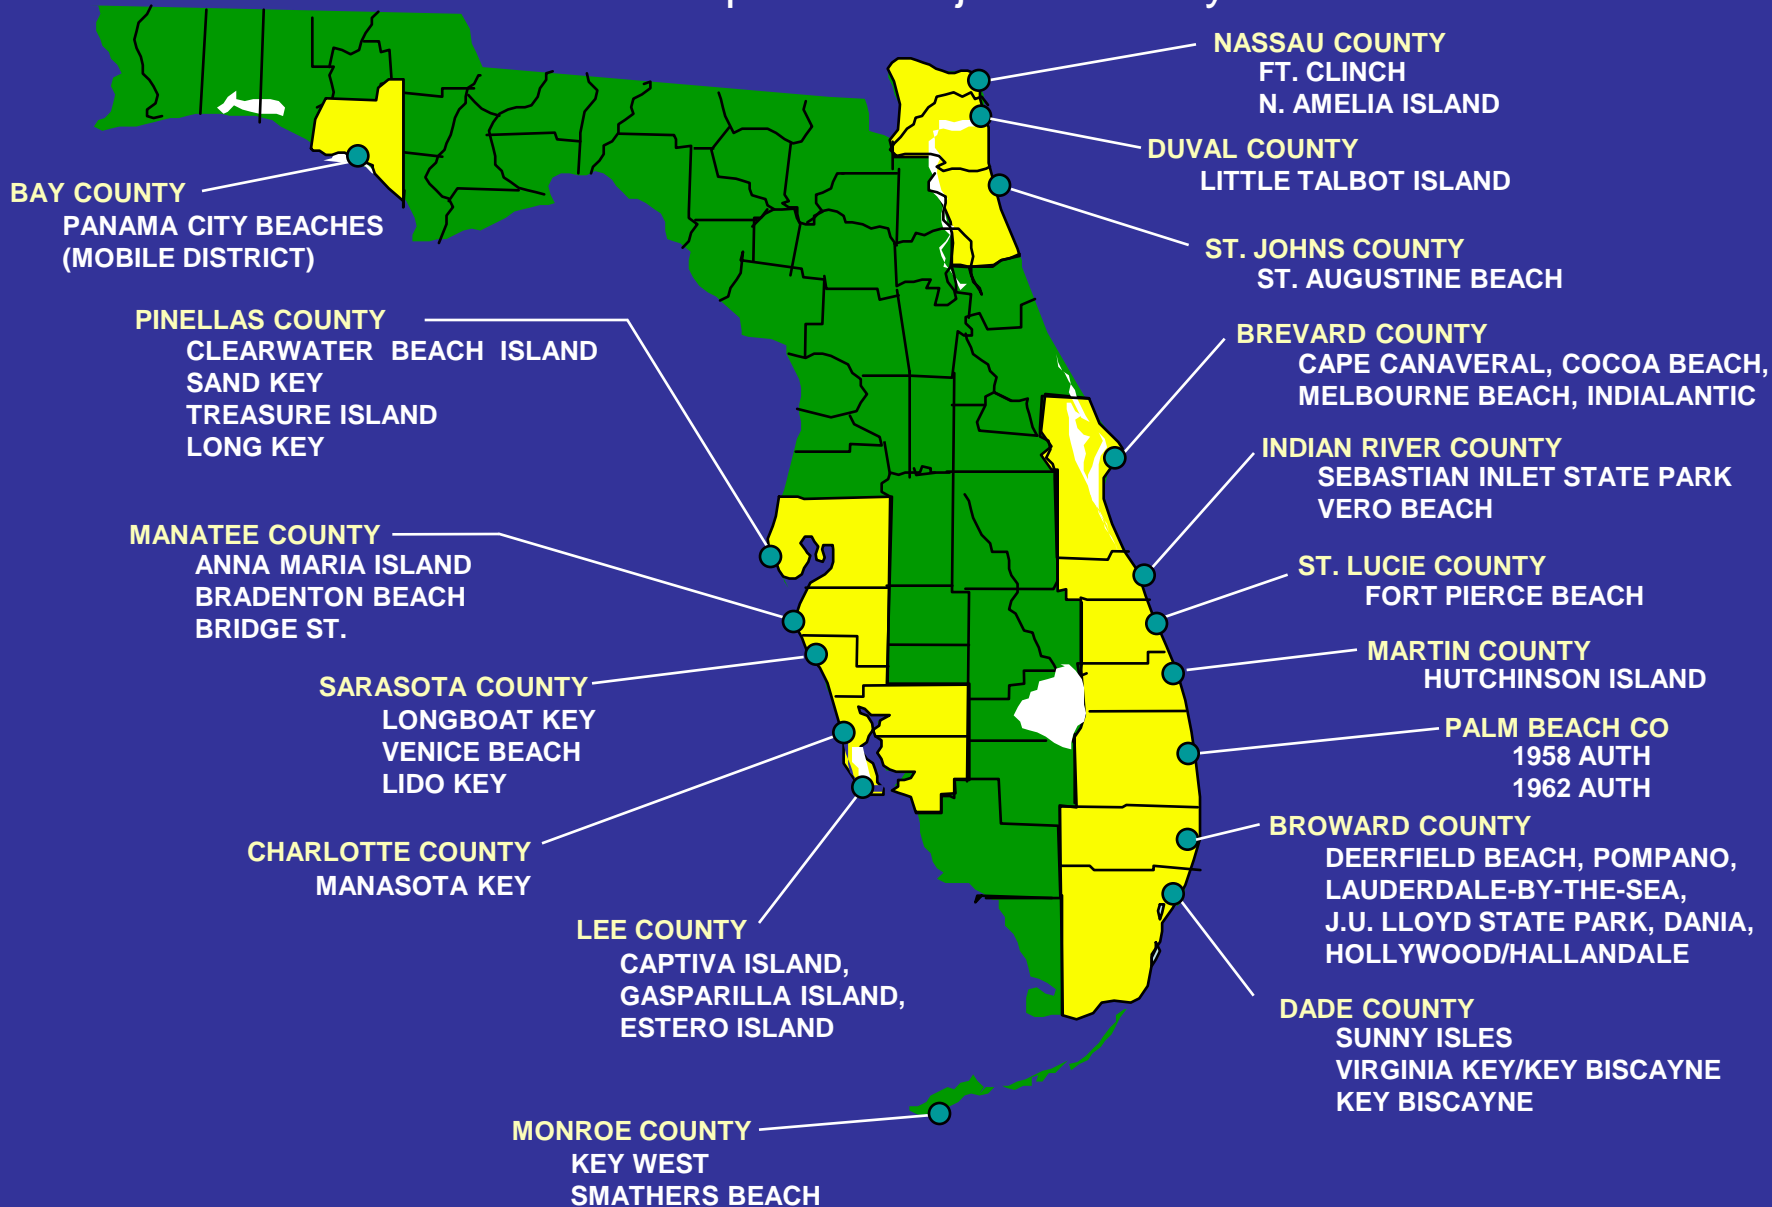 NASSAU COUNTY
FT. CLINCH
N. AMELIA ISLAND
DUVAL COUNTY
LITTLE TALBOT ISLAND
BAY COUNTY
PANAMA CITY BEACHES
(MOBILE DISTRICT)
ST. JOHNS COUNTY
ST. AUGUSTINE BEACH
PINELLAS COUNTY
CLEARWATER BEACH ISLAND
SAND KEY
TREASURE ISLAND
LONG KEY
BREVARD COUNTY
CAPE CANAVERAL, COCOA BEACH,
MELBOURNE BEACH, INDIALANTIC
INDIAN RIVER COUNTY
SEBASTIAN INLET STATE PARK
VERO BEACH
MANATEE COUNTY
ANNA MARIA ISLAND
BRADENTON BEACH
BRIDGE ST.
ST. LUCIE COUNTY
FORT PIERCE BEACH
MARTIN COUNTY
HUTCHINSON ISLAND
SARASOTA COUNTY
LONGBOAT KEY
VENICE BEACH
LIDO KEY
PALM BEACH CO
1958 AUTH
1962 AUTH
CHARLOTTE COUNTY
MANASOTA KEY
BROWARD COUNTY
DEERFIELD BEACH, POMPANO,
LAUDERDALE-BY-THE-SEA,
J.U. LLOYD STATE PARK, DANIA,
HOLLYWOOD/HALLANDALE
LEE COUNTY
CAPTIVA ISLAND,
GASPARILLA ISLAND,
ESTERO ISLAND
DADE COUNTY
SUNNY ISLES
VIRGINIA KEY/KEY BISCAYNE
KEY BISCAYNE
MONROE COUNTY
KEY WEST
SMATHERS BEACH